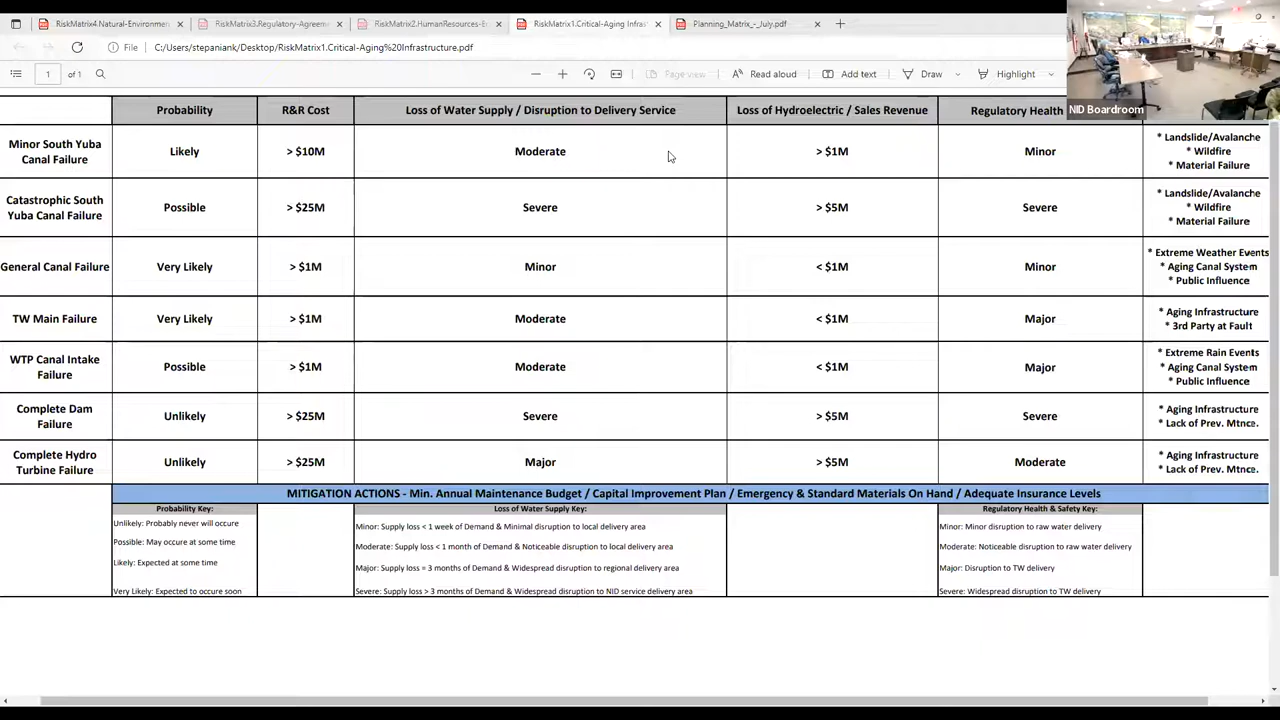 RiskMatrix4.Natural-Environmen
RiskMatrix3.Regulatory-Agreeme
RiskMatrix2.HumanResources-E
RiskMatrix1.Critical-Aging Infras
Planning_Matrix_-_July.pdf
File
C:/Users/stepaniank/Desktop/RiskMatrix1.Critical-Aging%20Infrastructure.pdf
1 of 1
Page view
Read aloud
Add text
Draw
Highlight
NID Boardroom
Probability
R&R Cost
Loss of Water Supply / Disruption to Delivery Service
Loss of Hydroelectric / Sales Revenue
Regulatory Health
Minor South Yuba
Canal Failure
Likely
> $10M
Moderate
> $1M
Minor
* Landslide/Avalanche
* Wildfire
* Material Failure
Catastrophic South
Yuba Canal Failure
Possible
> $25M
Severe
> $5M
Severe
* Landslide/Avalanche
* Wildfire
* Material Failure
General Canal Failure
Very Likely
> $1M
Minor
< $1M
Minor
* Extreme Weather Events
* Aging Canal System
* Public Influence
TW Main Failure
Very Likely
> $1M
Moderate
< $1M
Major
* Aging Infrastructure
* 3rd Party at Fault
WTP Canal Intake
Failure
Possible
> $1M
Moderate
< $1M
Major
* Extreme Rain Events
* Aging Canal System
* Public Influence
Complete Dam
Failure
Unlikely
> $25M
Severe
> $5M
Severe
* Aging Infrastructure
* Lack of Prev. Mtnce.
Complete Hydro
Turbine Failure
Unlikely
> $25M
Major
> $5M
Moderate
* Aging Infrastructure
* Lack of Prev. Mtnce.
MITIGATION ACTIONS - Min. Annual Maintenance Budget / Capital Improvement Plan / Emergency & Standard Materials On Hand / Adequate Insurance Levels
Probability Key:
Unlikely: Probably never will occure
Possible: May occure at some time
Likely: Expected at some time
Very Likely: Expected to occure soon
Loss of Water Supply Key:
Minor: Supply loss < 1 week of Demand & Minimal disruption to local delivery area
Moderate: Supply loss < 1 month of Demand & Noticeable disruption to local delivery area
Major: Supply loss = 3 months of Demand & Widespread disruption to regional delivery area
Severe: Supply loss > 3 months of Demand & Widespread disruption to NID service delivery area
Regulatory Health & Safety Key:
Minor: Minor disruption to raw water delivery
Moderate: Noticeable disruption to raw water delivery
Major: Disruption to TW delivery
Severe: Widespread disruption to TW delivery